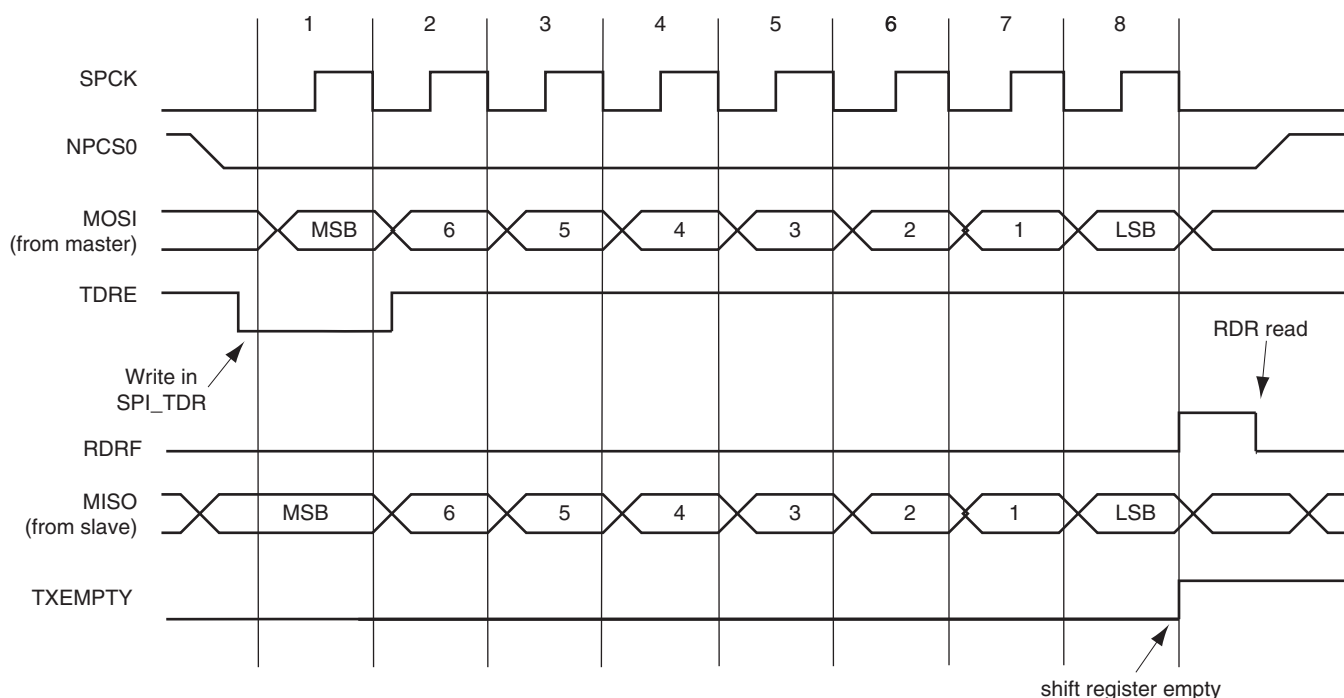 1 2 3 4 5 6 7 8
SPCK
NPCS0
MOSI
(from master)
MSB 6 5 4 3 2 1 LSB
TDRE
RDR read
Write in
SPI_TDR
RDRF
MISO
(from slave)
MSB 6 5 4 3 2 1 LSB
TXEMPTY
shift register empty